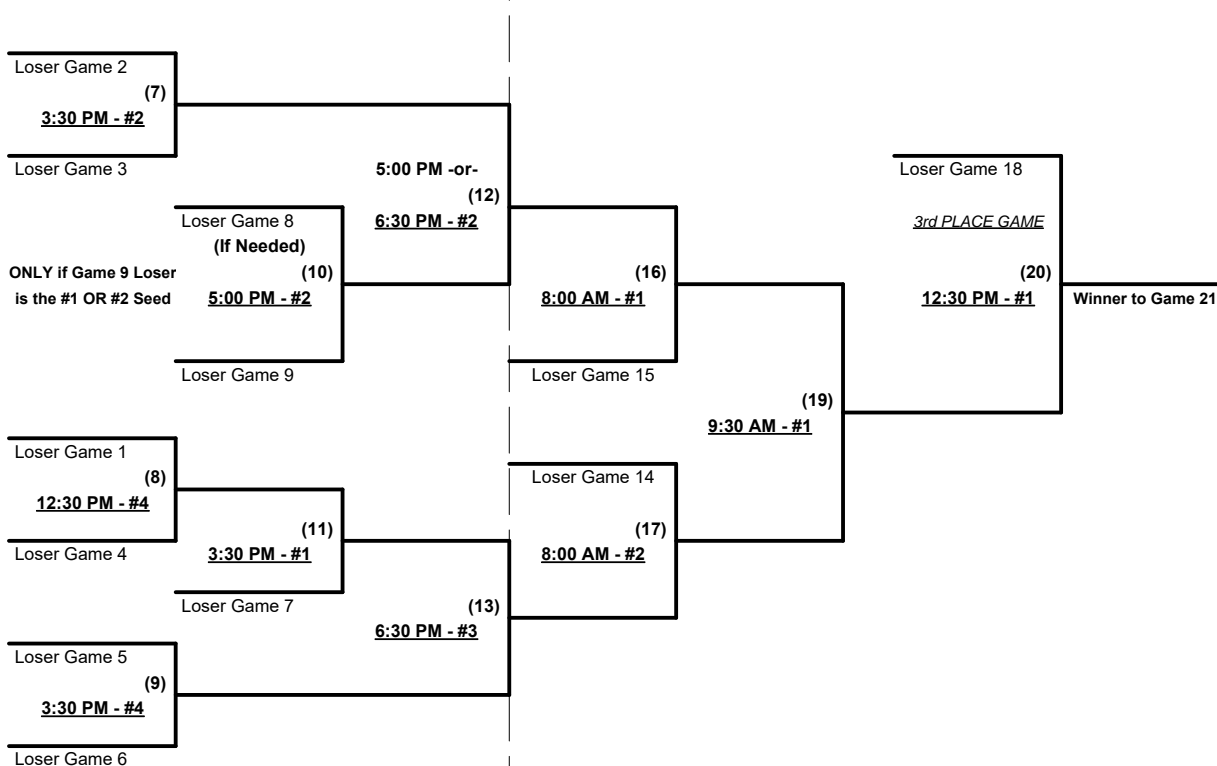 Loser Game 2
(7)
3:30 PM - #2
Loser Game 3
5:00 PM -or-
Loser Game 18
(12)
Loser Game 8
6:30 PM - #2
3rd PLACE GAME
(If Needed)
ONLY if Game 9 Loser
(10)
(16)
(20)
is the #1 OR #2 Seed
5:00 PM - #2
8:00 AM - #1
12:30 PM - #1
Winner to Game 21
Loser Game 9
Loser Game 15
(19)
9:30 AM - #1
Loser Game 1
(8)
Loser Game 14
12:30 PM - #4
(11)
(17)
Loser Game 4
3:30 PM - #1
8:00 AM - #2
Loser Game 7
(13)
6:30 PM - #3
Loser Game 5
(9)
3:30 PM - #4
Loser Game 6